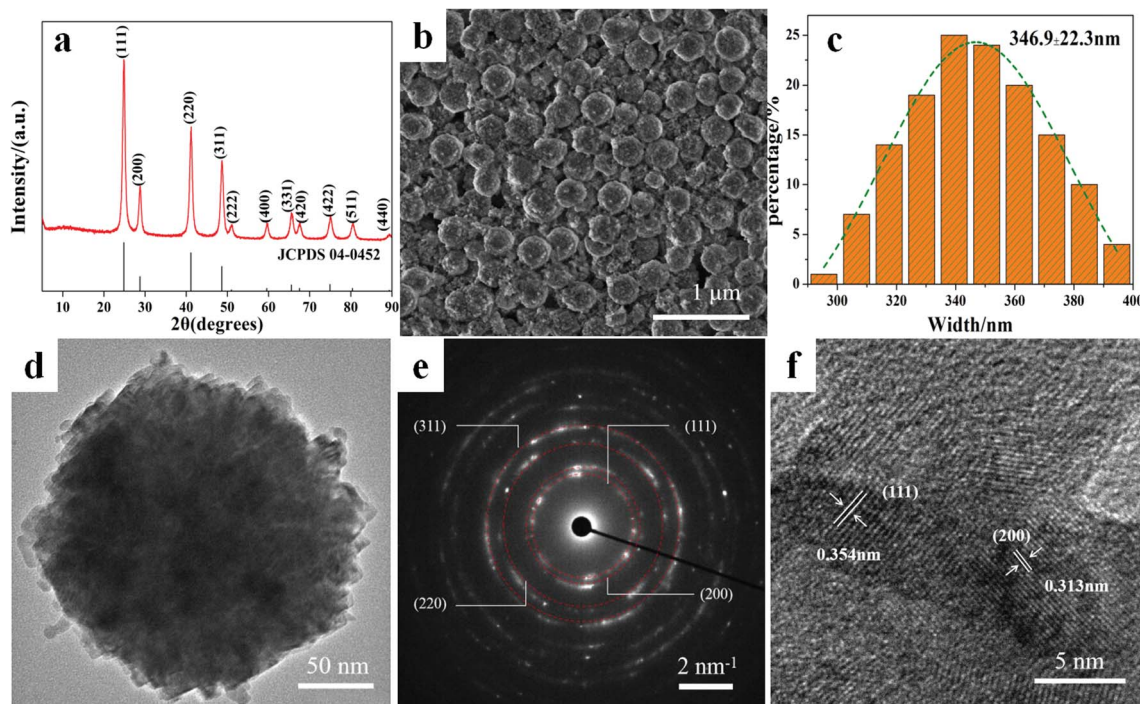 a
Intensity/(a.u.)
(111)
(200)
(220)
(311)
(222)
(400)
(331)
(420)
(422)
(511)
(440)
JCPDS 04-0452
10 20 30 40 50 60 70 80 90
2θ(degrees)
b
1 μm
c
346.9±22.3nm
percentage/%
25
20
15
10
5
0
300 320 340 360 380 400
Width/nm
d
50 nm
e
(311)
(111)
(220)
(200)
2 nm-1
f
(111)
0.354nm
(200)
0.313nm
5 nm